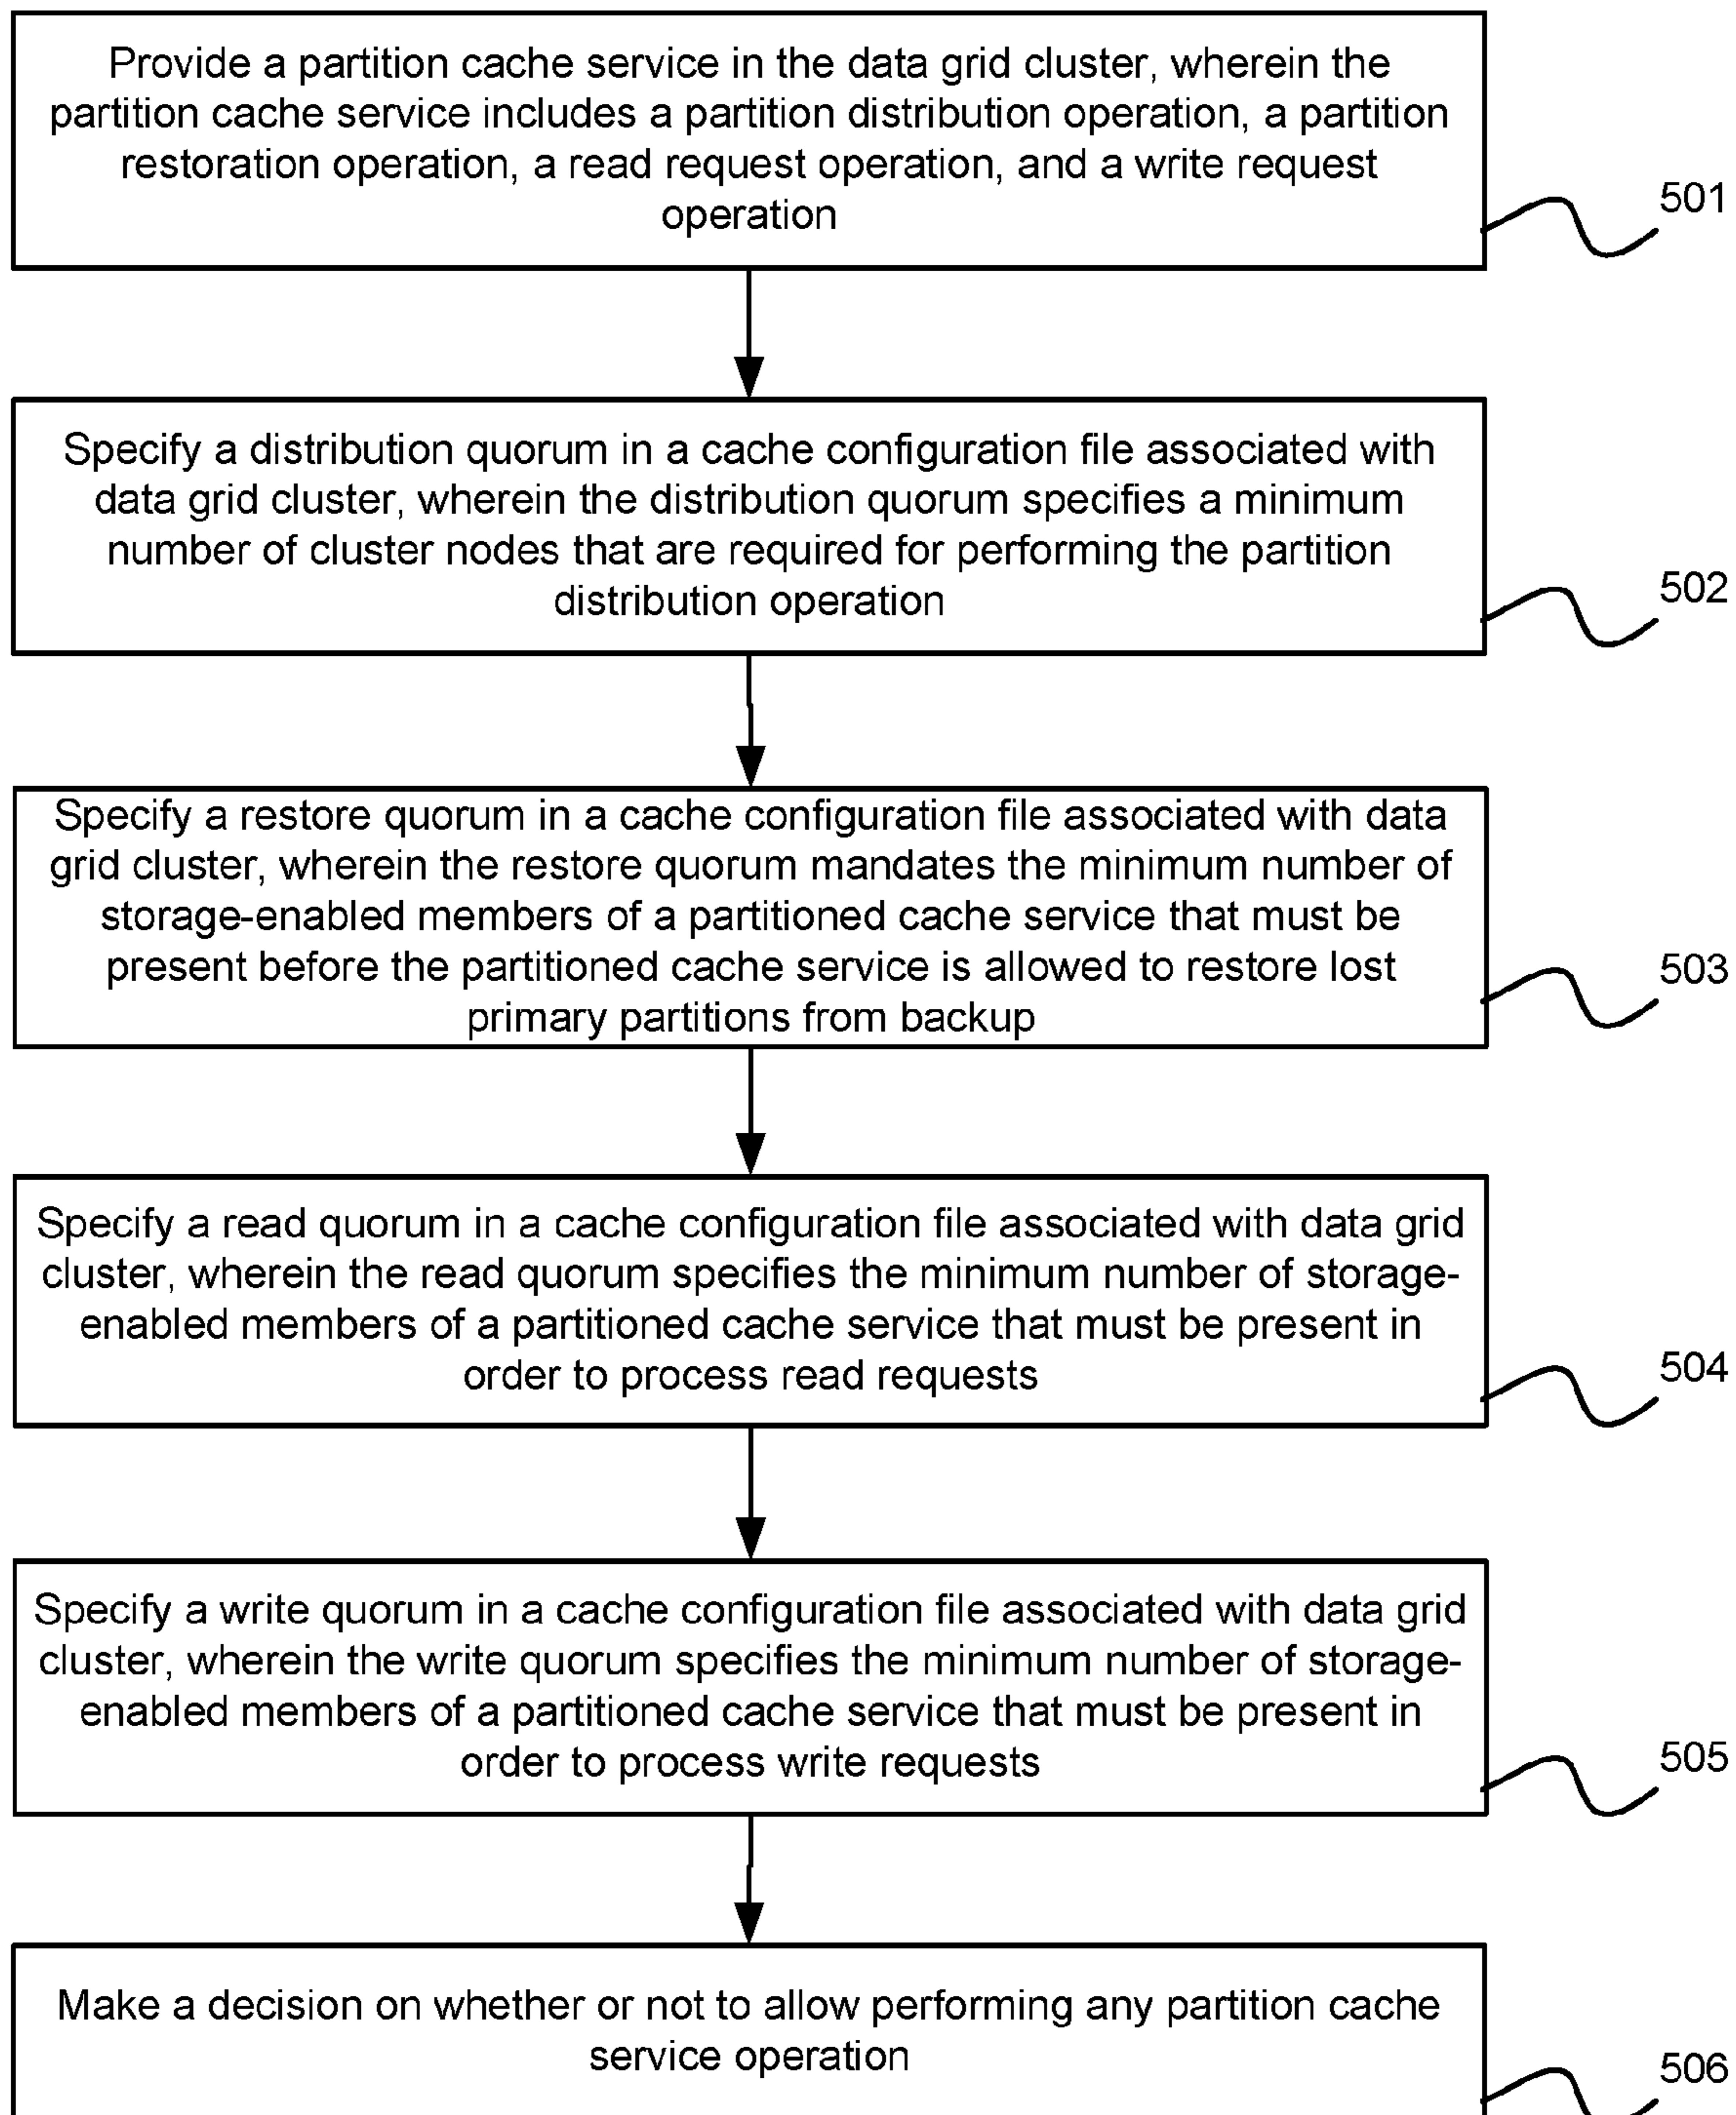 Provide a partition cache service in the data grid cluster, wherein the
partition cache service includes a partition distribution operation, a partition
restoration operation, a read request operation, and a write request
operation
501
Specify a distribution quorum in a cache configuration file associated with
data grid cluster, wherein the distribution quorum specifies a minimum
number of cluster nodes that are required for performing the partition
distribution operation
502
Specify a restore quorum in a cache configuration file associated with data
grid cluster, wherein the restore quorum mandates the minimum number of
storage-enabled members of a partitioned cache service that must be
present before the partitioned cache service is allowed to restore lost
primary partitions from backup
503
Specify a read quorum in a cache configuration file associated with data grid
cluster, wherein the read quorum specifies the minimum number of storage-
enabled members of a partitioned cache service that must be present in
order to process read requests
504
Specify a write quorum in a cache configuration file associated with data grid
cluster, wherein the write quorum specifies the minimum number of storage-
enabled members of a partitioned cache service that must be present in
order to process write requests
505
Make a decision on whether or not to allow performing any partition cache
service operation
506